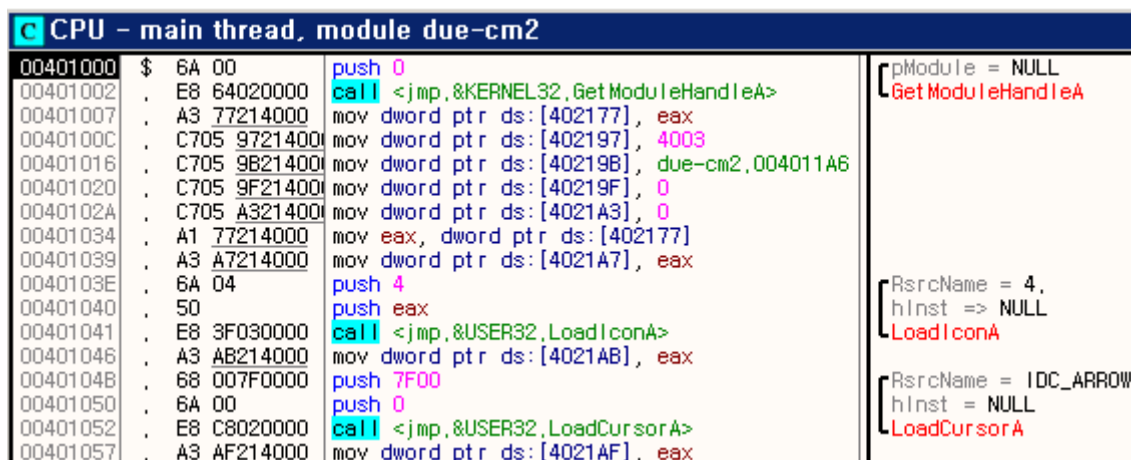 C CPU - main thread, module due-cm2
00401000 $ 6A 00 push 0 pModule = NULL
00401002 . E8 64020000 call <jmp,&KERNEL32,GetModuleHandleA> GetModuleHandleA
00401007 . A3 77214000 mov dword ptr ds:[402177], eax
0040100C . C705 97214000 mov dword ptr ds:[402197], 4003
00401016 . C705 9B214000 mov dword ptr ds:[40219B], due-cm2,004011A6
00401020 . C705 9F214000 mov dword ptr ds:[40219F], 0
0040102A . C705 A3214000 mov dword ptr ds:[4021A3], 0
00401034 . A1 77214000 mov eax, dword ptr ds:[402177]
00401039 . A3 A7214000 mov dword ptr ds:[4021A7], eax
0040103E . 6A 04 push 4 RsrcName = 4,
00401040 . 50 push eax hInst => NULL
00401041 . E8 3F030000 call <jmp,&USER32,LoadIconA> LoadIconA
00401046 . A3 AB214000 mov dword ptr ds:[4021AB], eax
0040104B . 68 007F0000 push 7F00 RsrcName = IDC_ARROW
00401050 . 6A 00 push 0 hInst = NULL
00401052 . E8 C8020000 call <jmp,&USER32,LoadCursorA> LoadCursorA
00401057 . A3 AF214000 mov dword ptr ds:[4021AF], eax